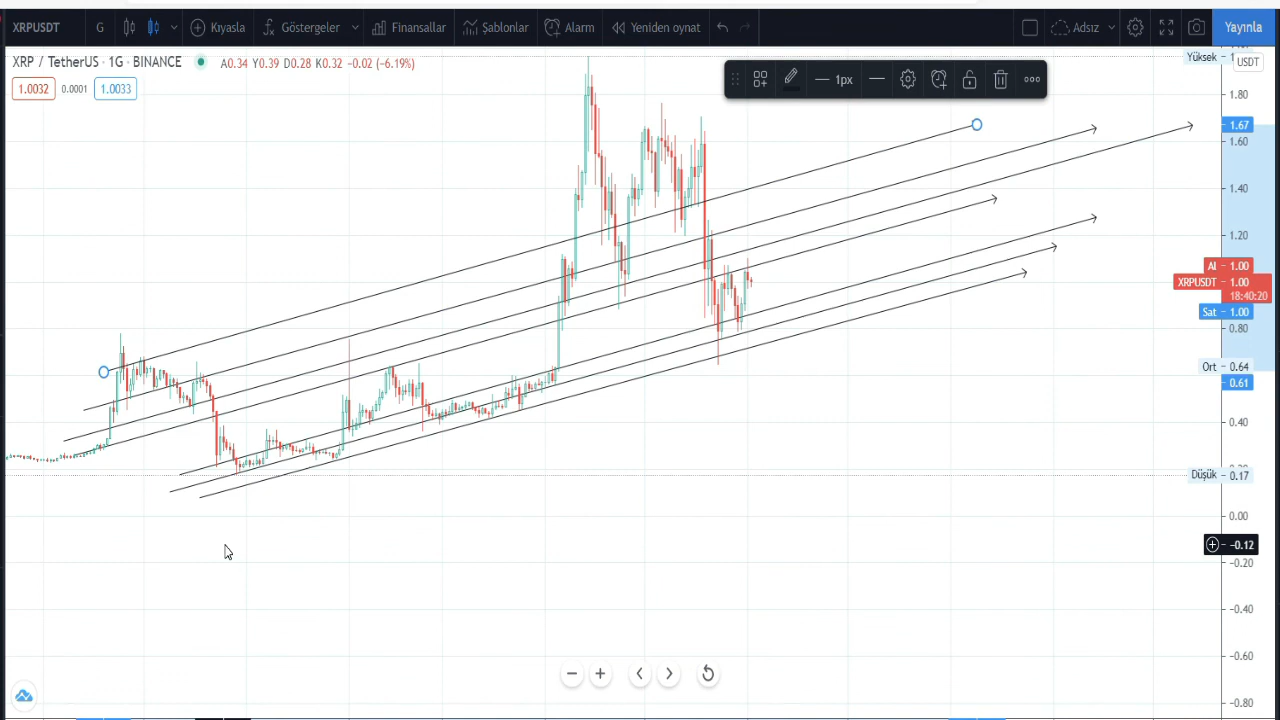 XRPUSDT G Kıyasla Göstergeler Finansallar Şablonlar Alarm Yeniden oynat Adsız Yayınla
XRP / TetherUS · 1G · BINANCE A0.34 Y0.39 D0.28 K0.32 −0.02 (−6.19%)
1.0032 0.0001 1.0033
1px
Yüksek
USDT
1.80
1.67
1.60
1.40
1.20
Al 1.00
XRPUSDT 1.00
18:40:20
Sat 1.00
0.80
Ort 0.64
0.61
0.40
Düşük 0.17
0.00
−0.12
−0.20
−0.40
−0.60
−0.80